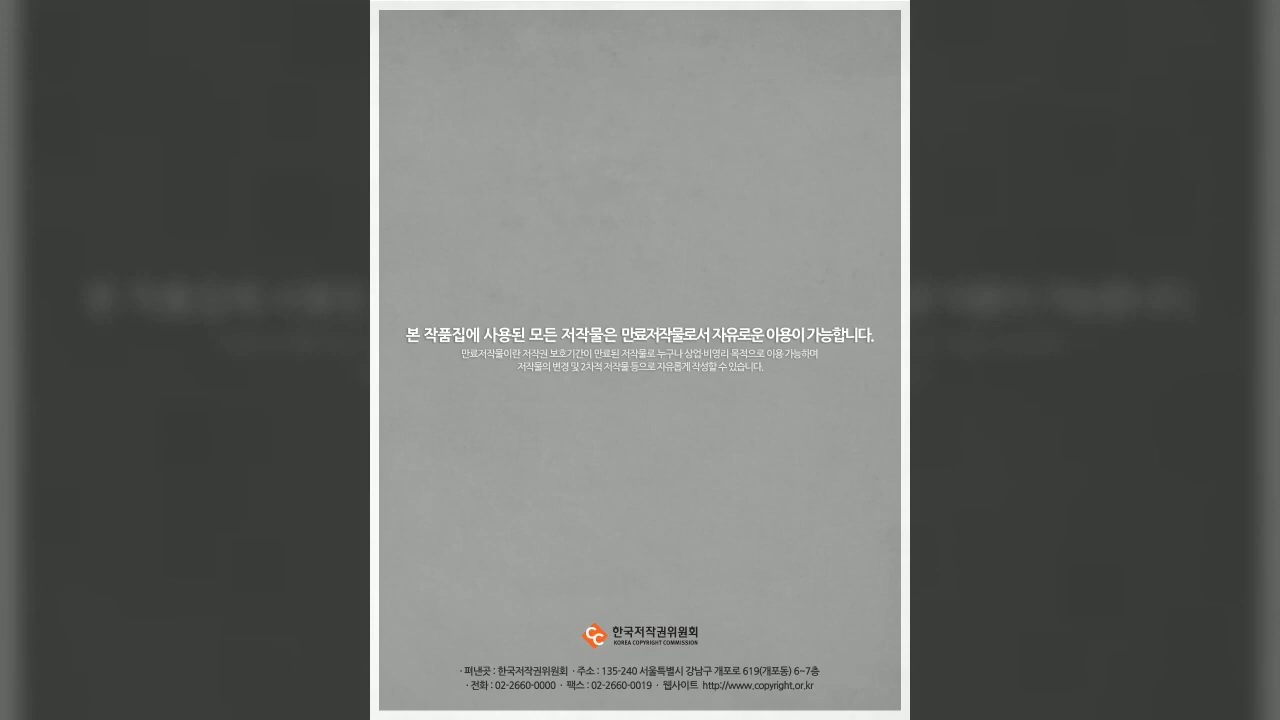 본 작품집에 사용된 모든 저작물은 만료저작물로서 자유로운 이용이 가능합니다.
만료저작물이란 저작권 보호기간이 만료된 저작물로 누구나 상업·비영리 목적으로 이용 가능하며
저작물의 변경 및 2차적 저작물 등으로 자유롭게 작성할 수 있습니다.
CC 한국저작권위원회
KOREA COPYRIGHT COMMISSION
· 펴낸곳 : 한국저작권위원회 · 주소 : 135-240 서울특별시 강남구 개포로 619(개포동) 6~7층
· 전화 : 02-2660-0000 · 팩스 : 02-2660-0019 · 웹사이트 http://www.copyright.or.kr